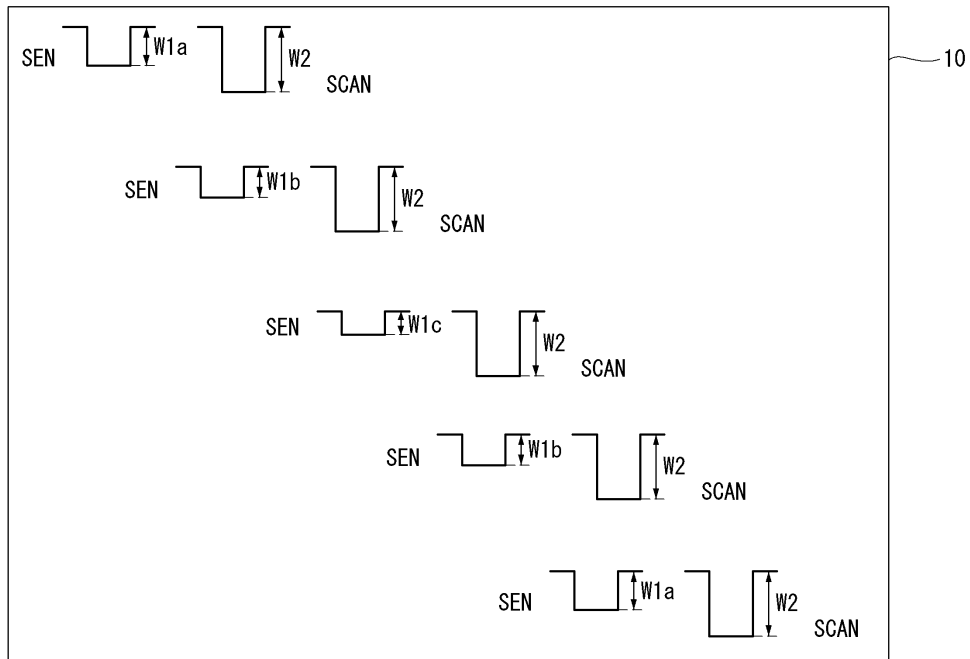 SEN W1a W2 SCAN 10
SEN W1b W2 SCAN
SEN W1c W2 SCAN
SEN W1b W2 SCAN
SEN W1a W2 SCAN